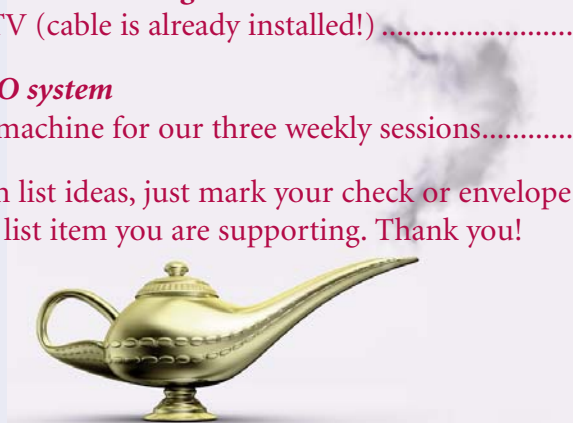 TV (cable is already installed!) ........................
O system
machine for our three weekly sessions............
list ideas, just mark your check or envelope
list item you are supporting. Thank you!